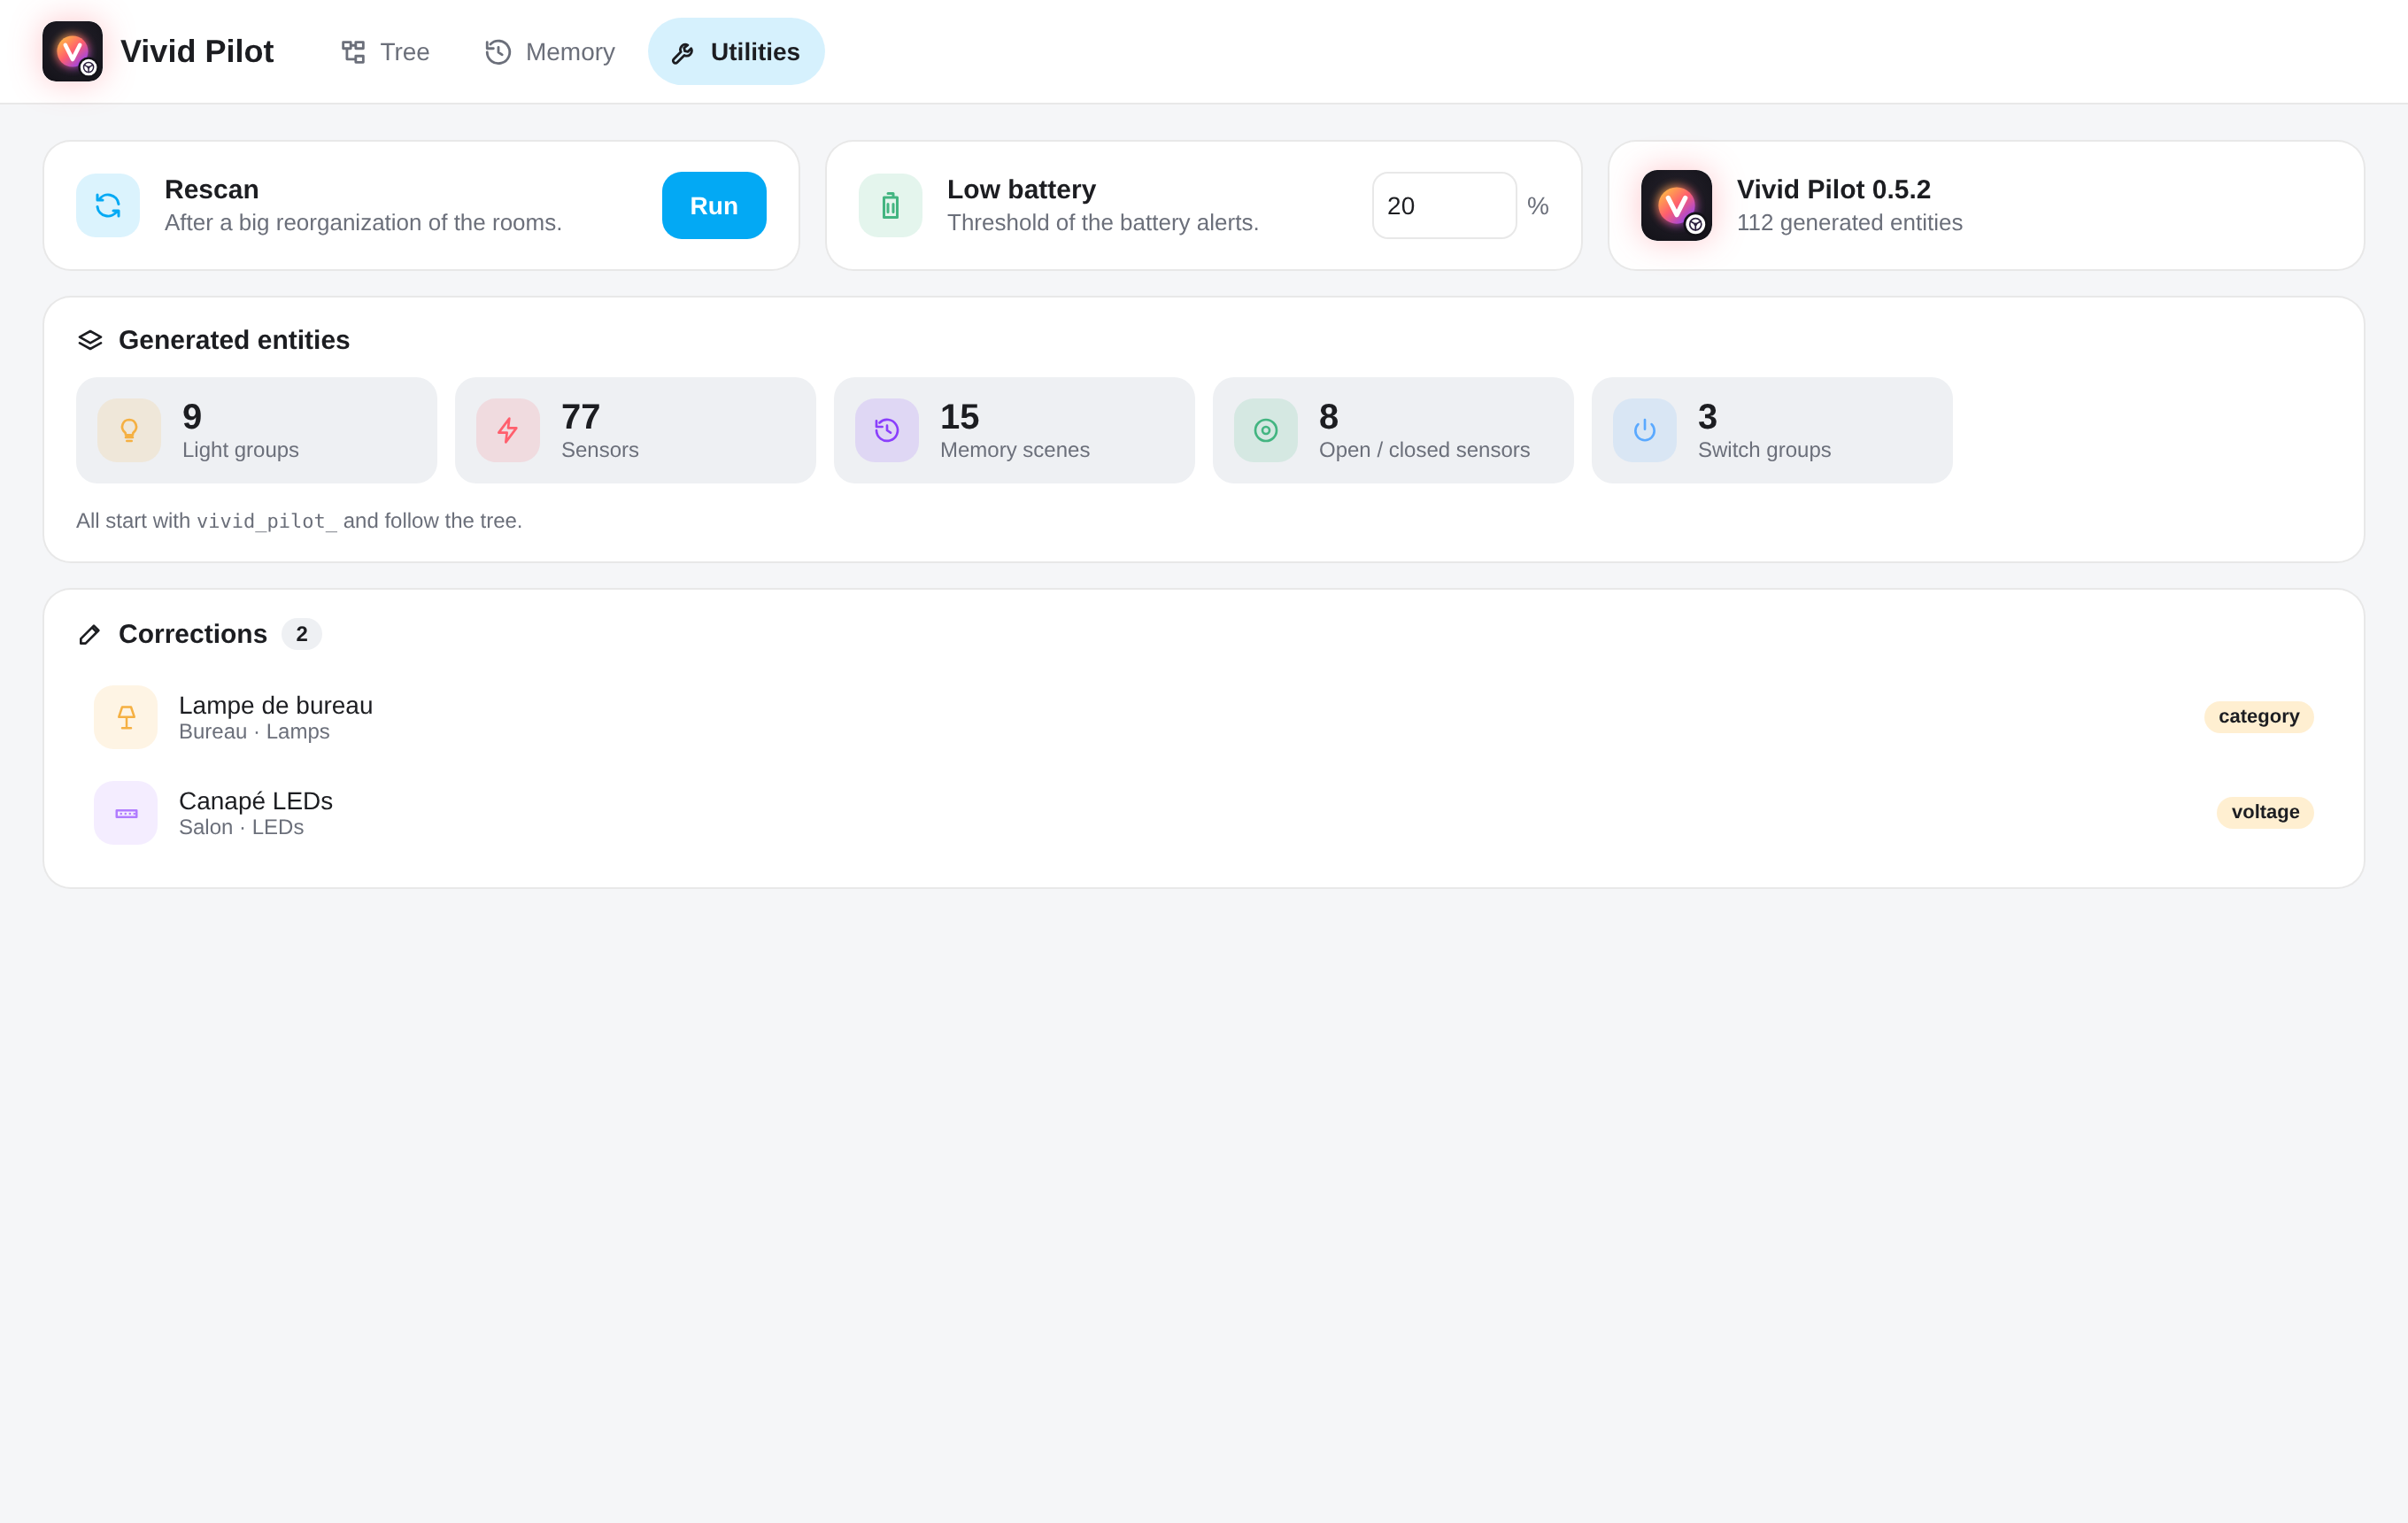 Vivid Pilot
Tree
Memory
Utilities
Rescan
After a big reorganization of the rooms.
Run
Low battery
Threshold of the battery alerts.
20
%
Vivid Pilot 0.5.2
112 generated entities
Generated entities
9
Light groups
77
Sensors
15
Memory scenes
8
Open / closed sensors
3
Switch groups
All start with vivid_pilot_ and follow the tree.
Corrections
2
Lampe de bureau
Bureau · Lamps
category
Canapé LEDs
Salon · LEDs
voltage